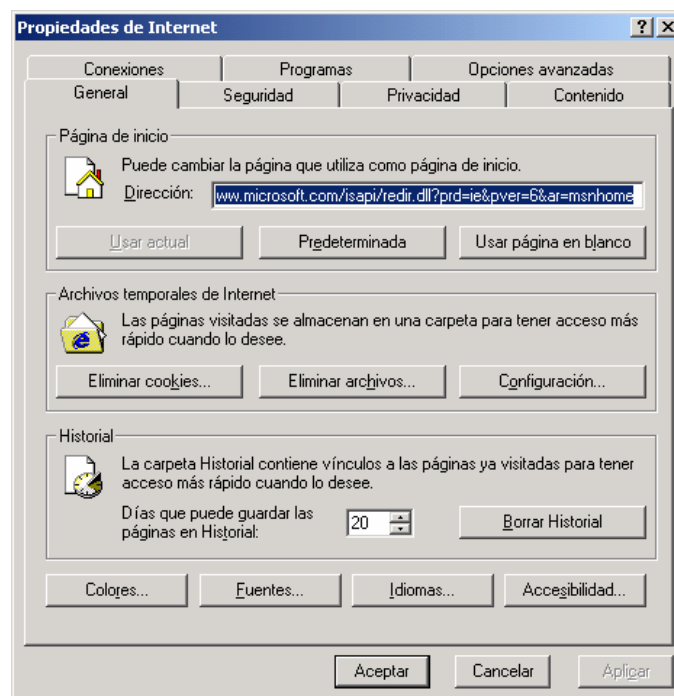 Propiedades de Internet
Conexiones
Programas
Opciones avanzadas
General
Seguridad
Privacidad
Contenido
Página de inicio
Puede cambiar la página que utiliza como página de inicio.
Dirección:
ww.microsoft.com/isapi/redir.dll?prd=ie&pver=6&ar=msnhome
Usar actual
Predeterminada
Usar página en blanco
Archivos temporales de Internet
Las páginas visitadas se almacenan en una carpeta para tener acceso más
rápido cuando lo desee.
Eliminar cookies...
Eliminar archivos...
Configuración...
Historial
La carpeta Historial contiene vínculos a las páginas ya visitadas para tener
acceso más rápido cuando lo desee.
Días que puede guardar las
páginas en Historial:
20
Borrar Historial
Colores...
Fuentes...
Idiomas...
Accesibilidad...
Aceptar
Cancelar
Aplicar